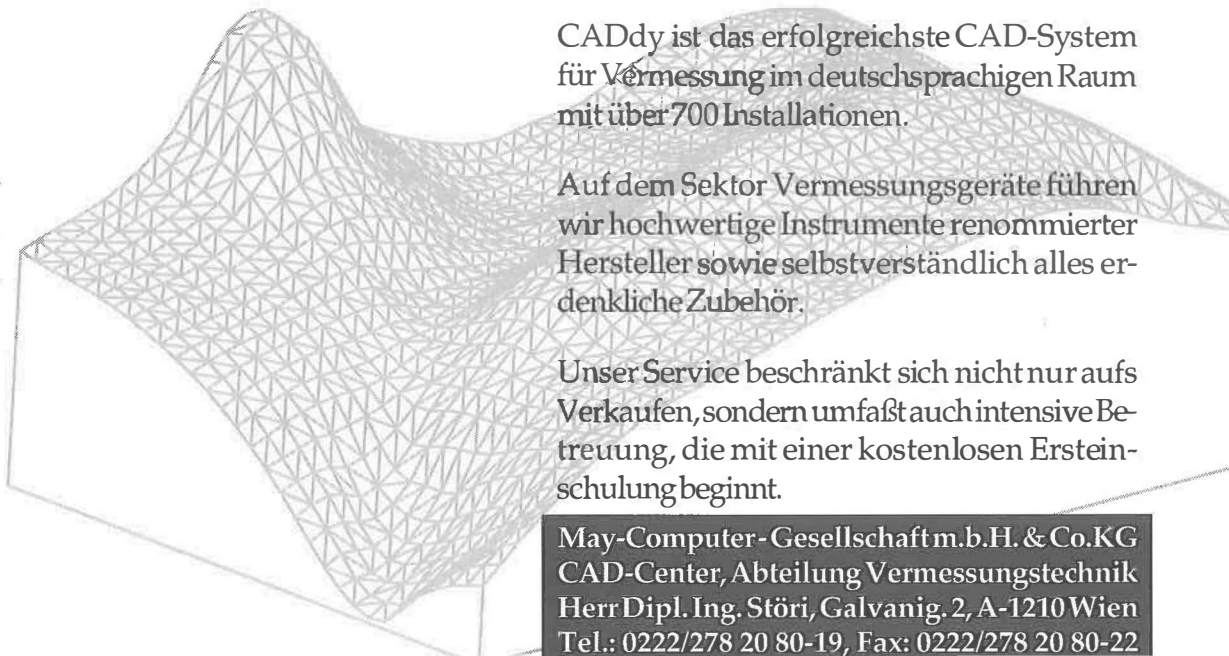 CADdy ist das erfolgreichste CAD-System
für Vermessung im deutschsprachigen Raum
mit über 700 Installationen.
Auf dem Sektor Vermessungsgeräte führen
wir hochwertige Instrumente renommierter
Hersteller sowie selbstverständlich alles er-
denkliche Zubehör.
Unser Service beschränkt sich nicht nur aufs
Verkaufen, sondern umfaßt auch intensive Be-
treuung, die mit einer kostenlosen Erstein-
schulung beginnt.
May-Computer-Gesellschaft m.b.H. & Co.KG
CAD-Center, Abteilung Vermessungstechnik
Herr Dipl. Ing. Störi, Galvanig. 2, A-1210 Wien
Tel.: 0222/278 20 80-19, Fax: 0222/278 20 80-22